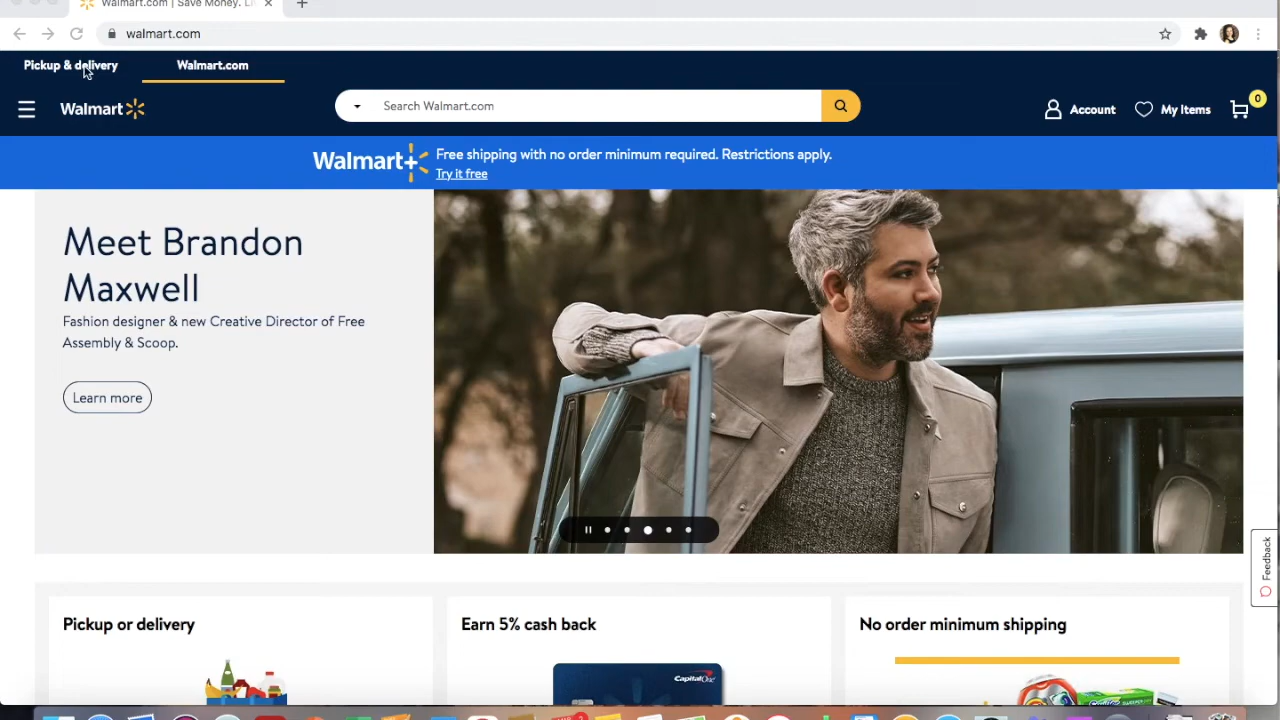 Walmart.com | Save Money. Li
walmart.com
Pickup & delivery
Walmart.com
Walmart
Search Walmart.com
Account
My Items
0
Walmart+
Free shipping with no order minimum required. Restrictions apply.
Try it free
Meet Brandon
Maxwell
Fashion designer & new Creative Director of Free
Assembly & Scoop.
Learn more
Feedback
Pickup or delivery
Earn 5% cash back
No order minimum shipping
Capital One